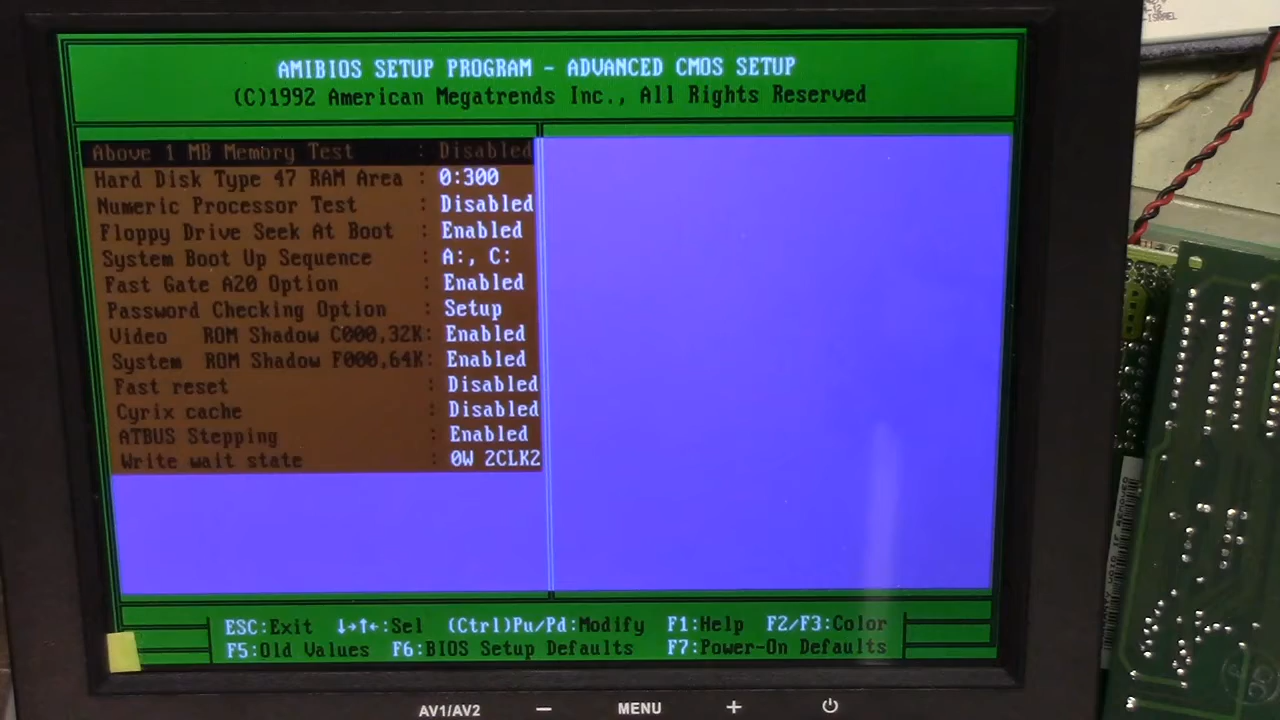 AMIBIOS SETUP PROGRAM - ADVANCED CMOS SETUP
(C)1992 American Megatrends Inc., All Rights Reserved
Above 1 MB Memory Test : Disabled
Hard Disk Type 47 RAM Area : 0:300
Numeric Processor Test : Disabled
Floppy Drive Seek At Boot : Enabled
System Boot Up Sequence : A:, C:
Fast Gate A20 Option : Enabled
Password Checking Option : Setup
Video ROM Shadow C000,32K: Enabled
System ROM Shadow F000,64K: Enabled
Fast reset : Disabled
Cyrix cache : Disabled
ATBUS Stepping : Enabled
Write wait state : 0W 2CLK2
ESC:Exit ↓→↑←:Sel (Ctrl)Pu/Pd:Modify F1:Help F2/F3:Color
F5:Old Values F6:BIOS Setup Defaults F7:Power-On Defaults
AV1/AV2 — MENU +
-ISRAEL